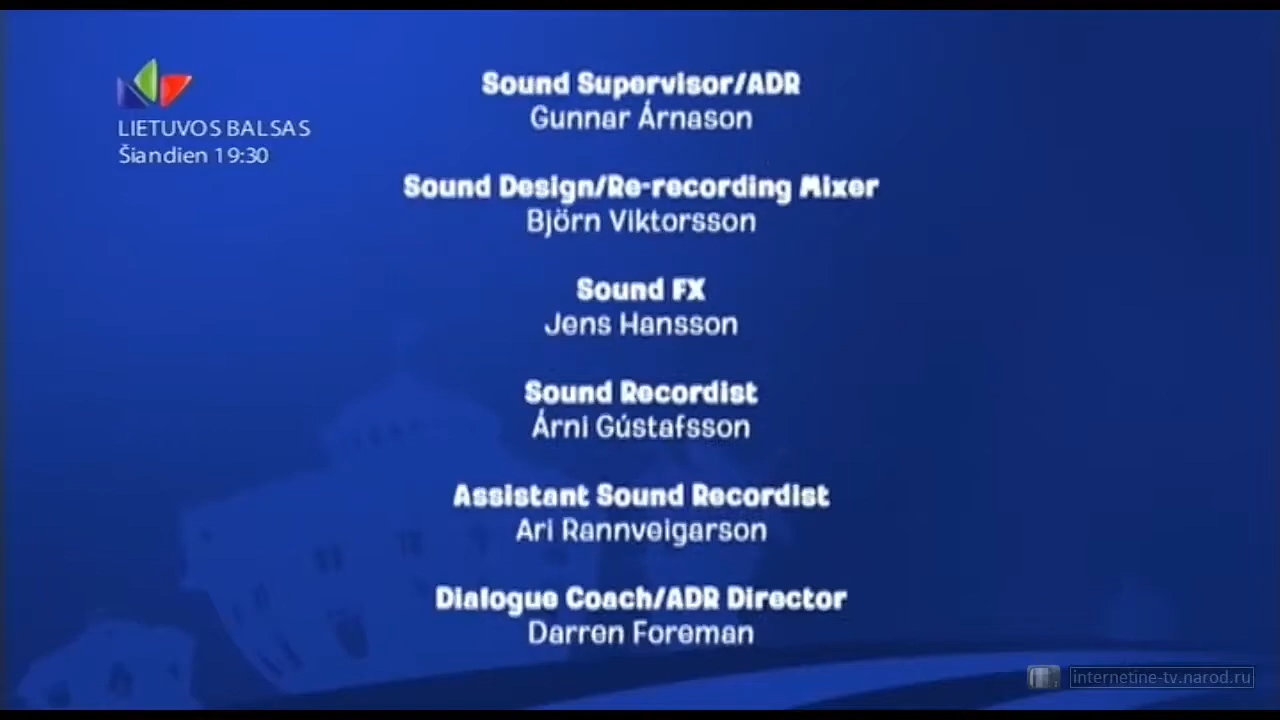 LIETUVOS BALSAS
Šiandien 19:30
Sound Supervisor/ADR
Gunnar Árnason
Sound Design/Re-recording Mixer
Björn Viktorsson
Sound FX
Jens Hansson
Sound Recordist
Árni Gústafsson
Assistant Sound Recordist
Ari Rannveigarson
Dialogue Coach/ADR Director
Darren Foreman
internetine-tv.narod.ru